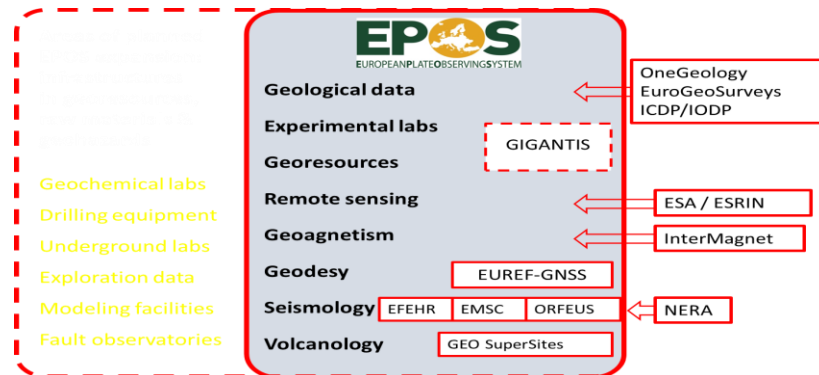 EPOS
EUROPEANPLATEOBSERVINGSYSTEM
Geological data
Experimental labs
Georesources
Remote sensing
Geoagnetism
Geodesy
Seismology
Volcanology
GIGANTIS
EUREF-GNSS
EFEHR
EMSC
ORFEUS
GEO SuperSites
OneGeology
EuroGeoSurveys
ICDP/IODP
ESA / ESRIN
InterMagnet
NERA
Geochemical labs
Drilling equipment
Underground labs
Exploration data
Modeling facilities
Fault observatories